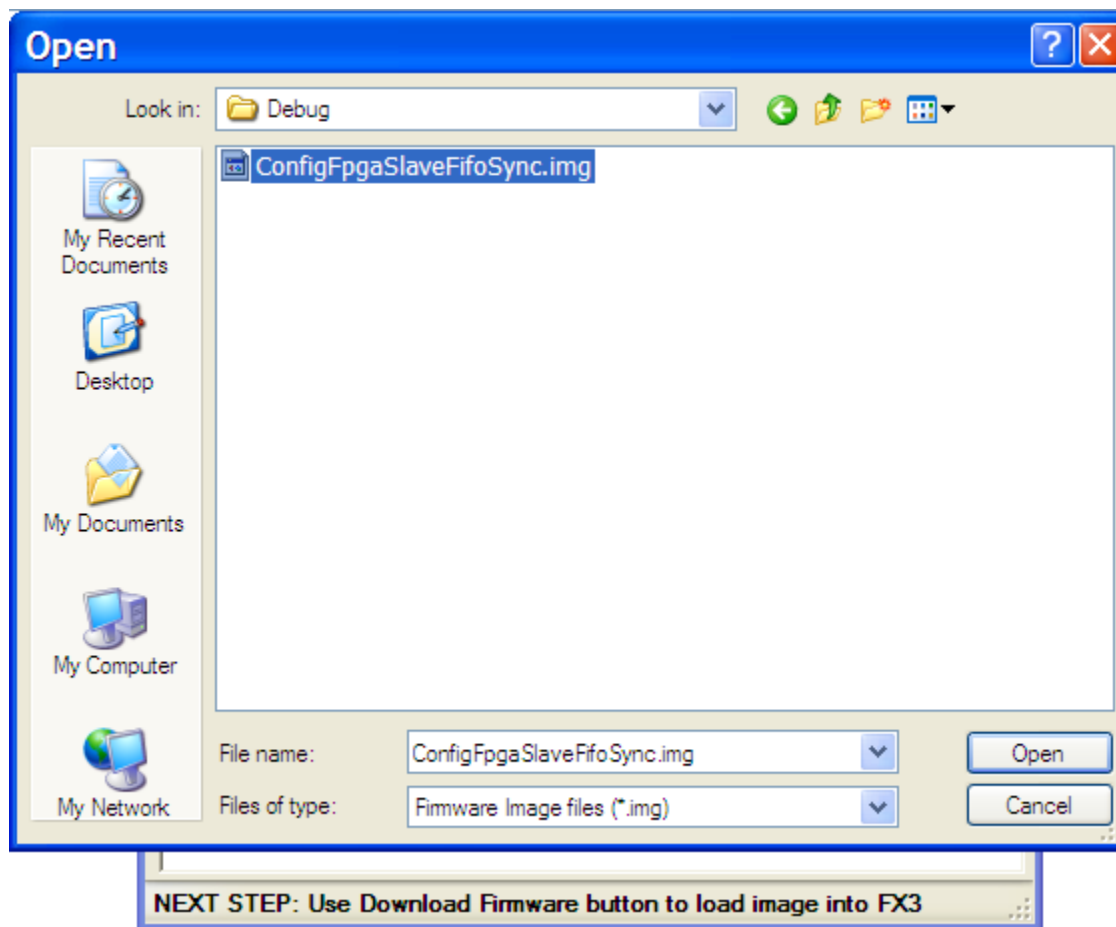 Open
Look in:
Debug
ConfigFpgaSlaveFifoSync.img
My Recent
Documents
Desktop
My Documents
My Computer
My Network
File name:
ConfigFpgaSlaveFifoSync.img
Open
Files of type:
Firmware Image files (*.img)
Cancel
NEXT STEP: Use Download Firmware button to load image into FX3